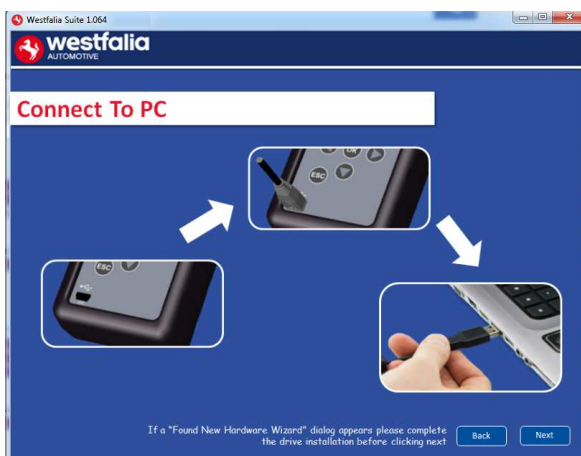 Westfalia Suite 1.064
westfalia
AUTOMOTIVE
Connect To PC
OK
ESC
ESC
If a "Found New Hardware Wizard" dialog appears please complete
the drive installation before clicking next
Back
Next